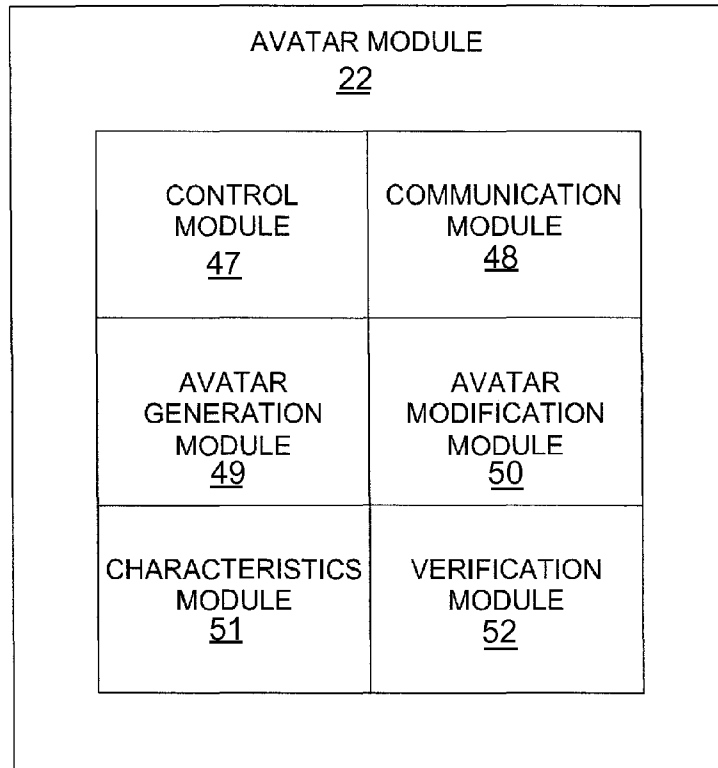 AVATAR MODULE
22
CONTROL
MODULE
47
COMMUNICATION
MODULE
48
AVATAR
GENERATION
MODULE
49
AVATAR
MODIFICATION
MODULE
50
CHARACTERISTICS
MODULE
51
VERIFICATION
MODULE
52